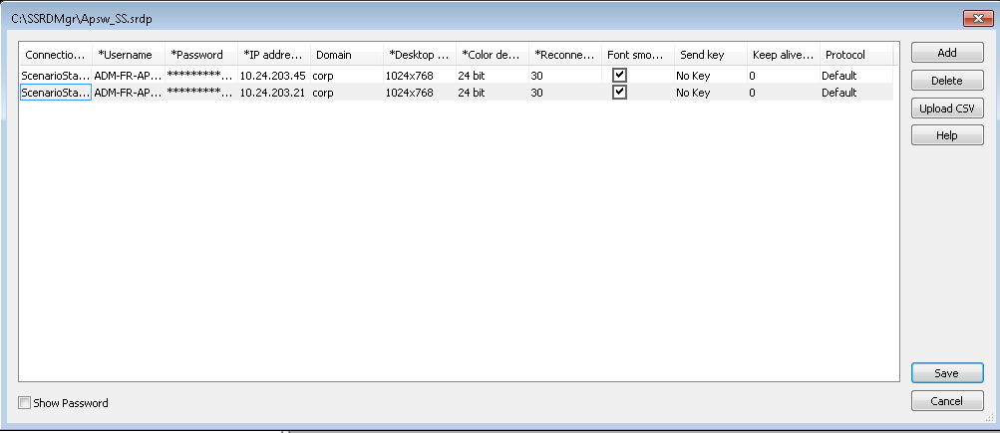 C:\SSRDMgr\Apsw_SS.srdp
Connectio... *Username *Password *IP addre... Domain *Desktop ... *Color de... *Reconne... Font smo... Send key Keep alive... Protocol
ScenarioSta... ADM-FR-AP... *********... 10.24.203.45 corp 1024x768 24 bit 30 No Key 0 Default
ScenarioSta... ADM-FR-AP... *********... 10.24.203.21 corp 1024x768 24 bit 30 No Key 0 Default
Add
Delete
Upload CSV
Help
Save
Show Password
Cancel